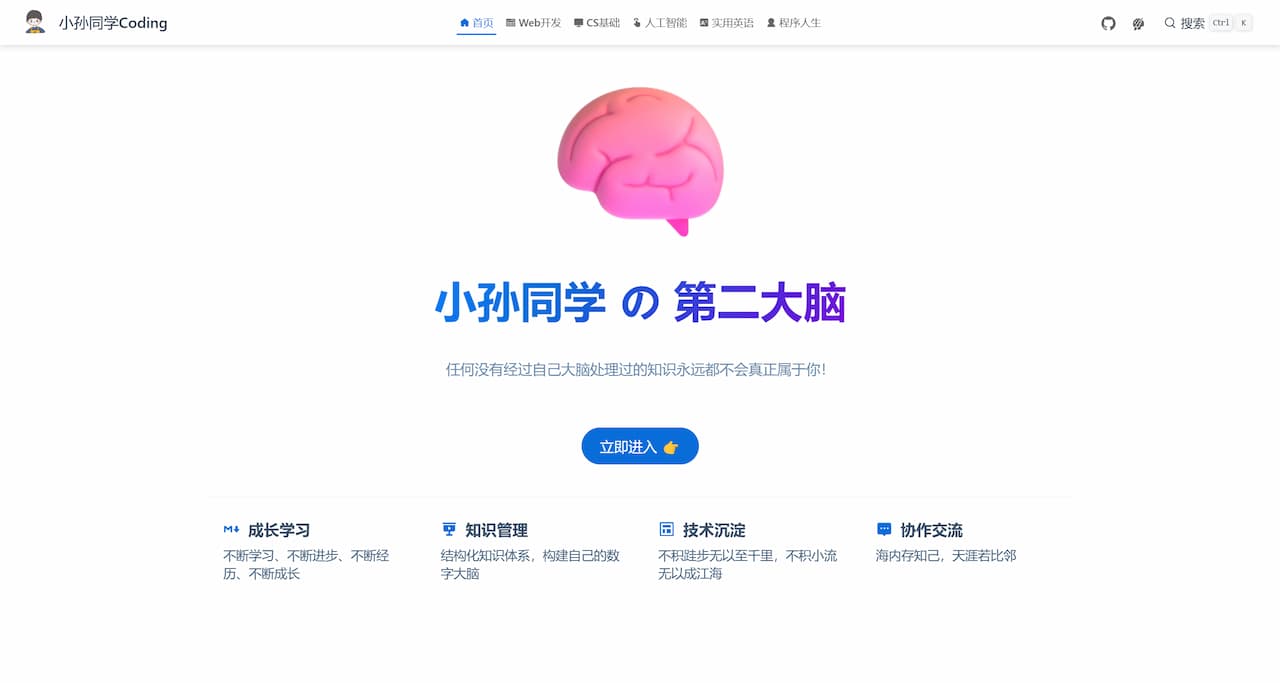 小孙同学Coding
首页 Web开发 CS基础 人工智能 实用英语 程序人生
搜索 Ctrl K
小孙同学 の 第二大脑
任何没有经过自己大脑处理过的知识永远都不会真正属于你！
立即进入
成长学习
不断学习、不断进步、不断经
历、不断成长
知识管理
结构化知识体系，构建自己的数
字大脑
技术沉淀
不积跬步无以至千里，不积小流
无以成江海
协作交流
海内存知己，天涯若比邻